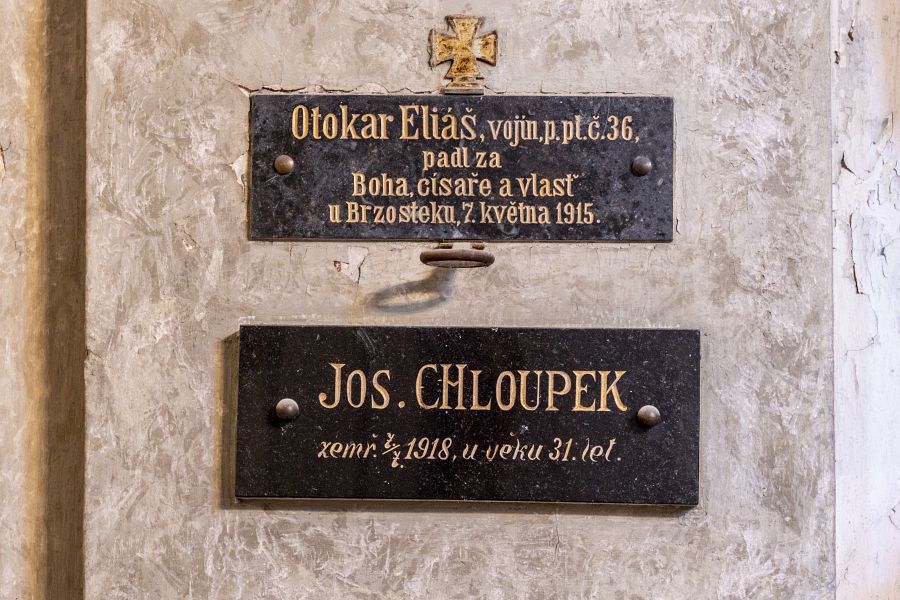 Otokar Eliáš, vojín, p. pl. č. 36,
padl za
Boha, císaře a vlasť
u Brzosteku, 7. května 1915.
JOS. CHLOUPEK
zemř. 1918, u věku 31. let.